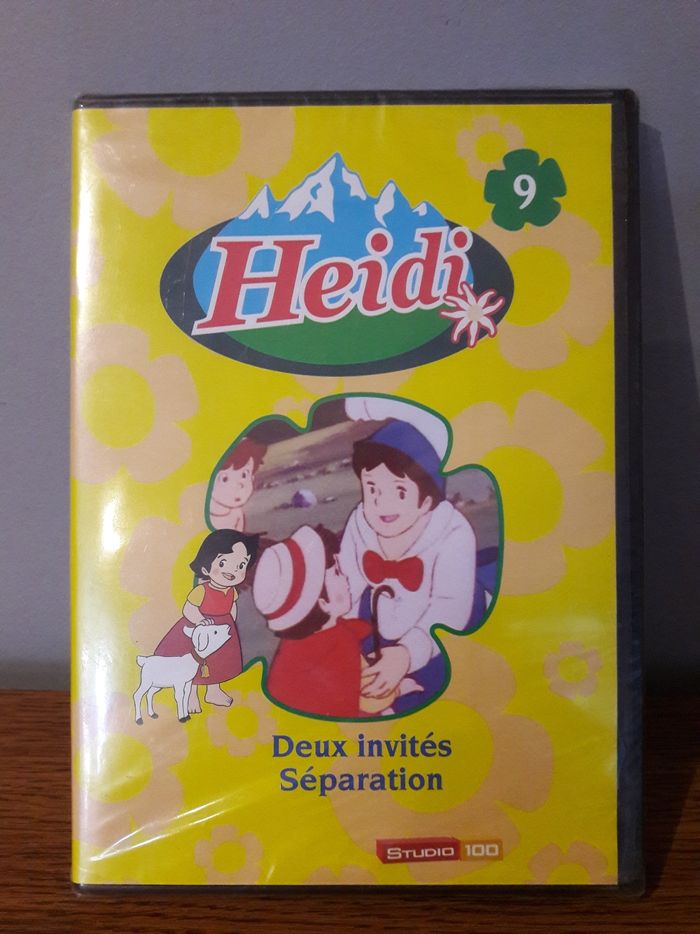 9
Heidi
Deux invités
Séparation
STUDIO 100